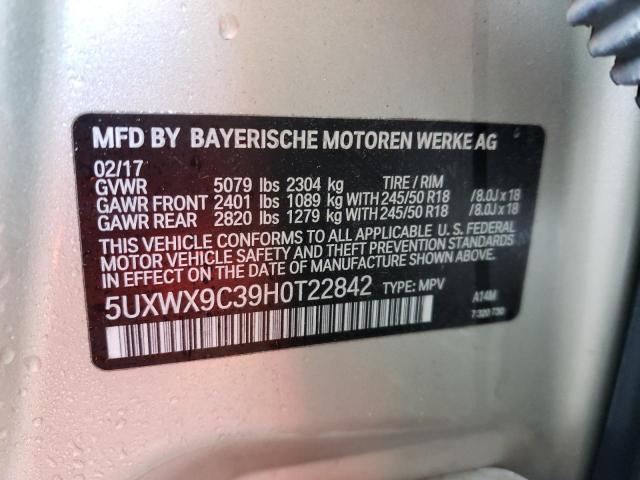 MFD BY BAYERISCHE MOTOREN WERKE AG
02/17
GVWR 5079 lbs 2304 kg TIRE / RIM
GAWR FRONT 2401 lbs 1089 kg WITH 245/50 R18 /8.0J x 18
GAWR REAR 2820 lbs 1279 kg WITH 245/50 R18 /8.0J x 18
THIS VEHICLE CONFORMS TO ALL APPLICABLE U. S. FEDERAL
MOTOR VEHICLE SAFETY AND THEFT PREVENTION STANDARDS
IN EFFECT ON THE DATE OF MANUFACTURE SHOWN ABOVE.
5UXWX9C39H0T22842 TYPE: MPV A14M
7 320 730